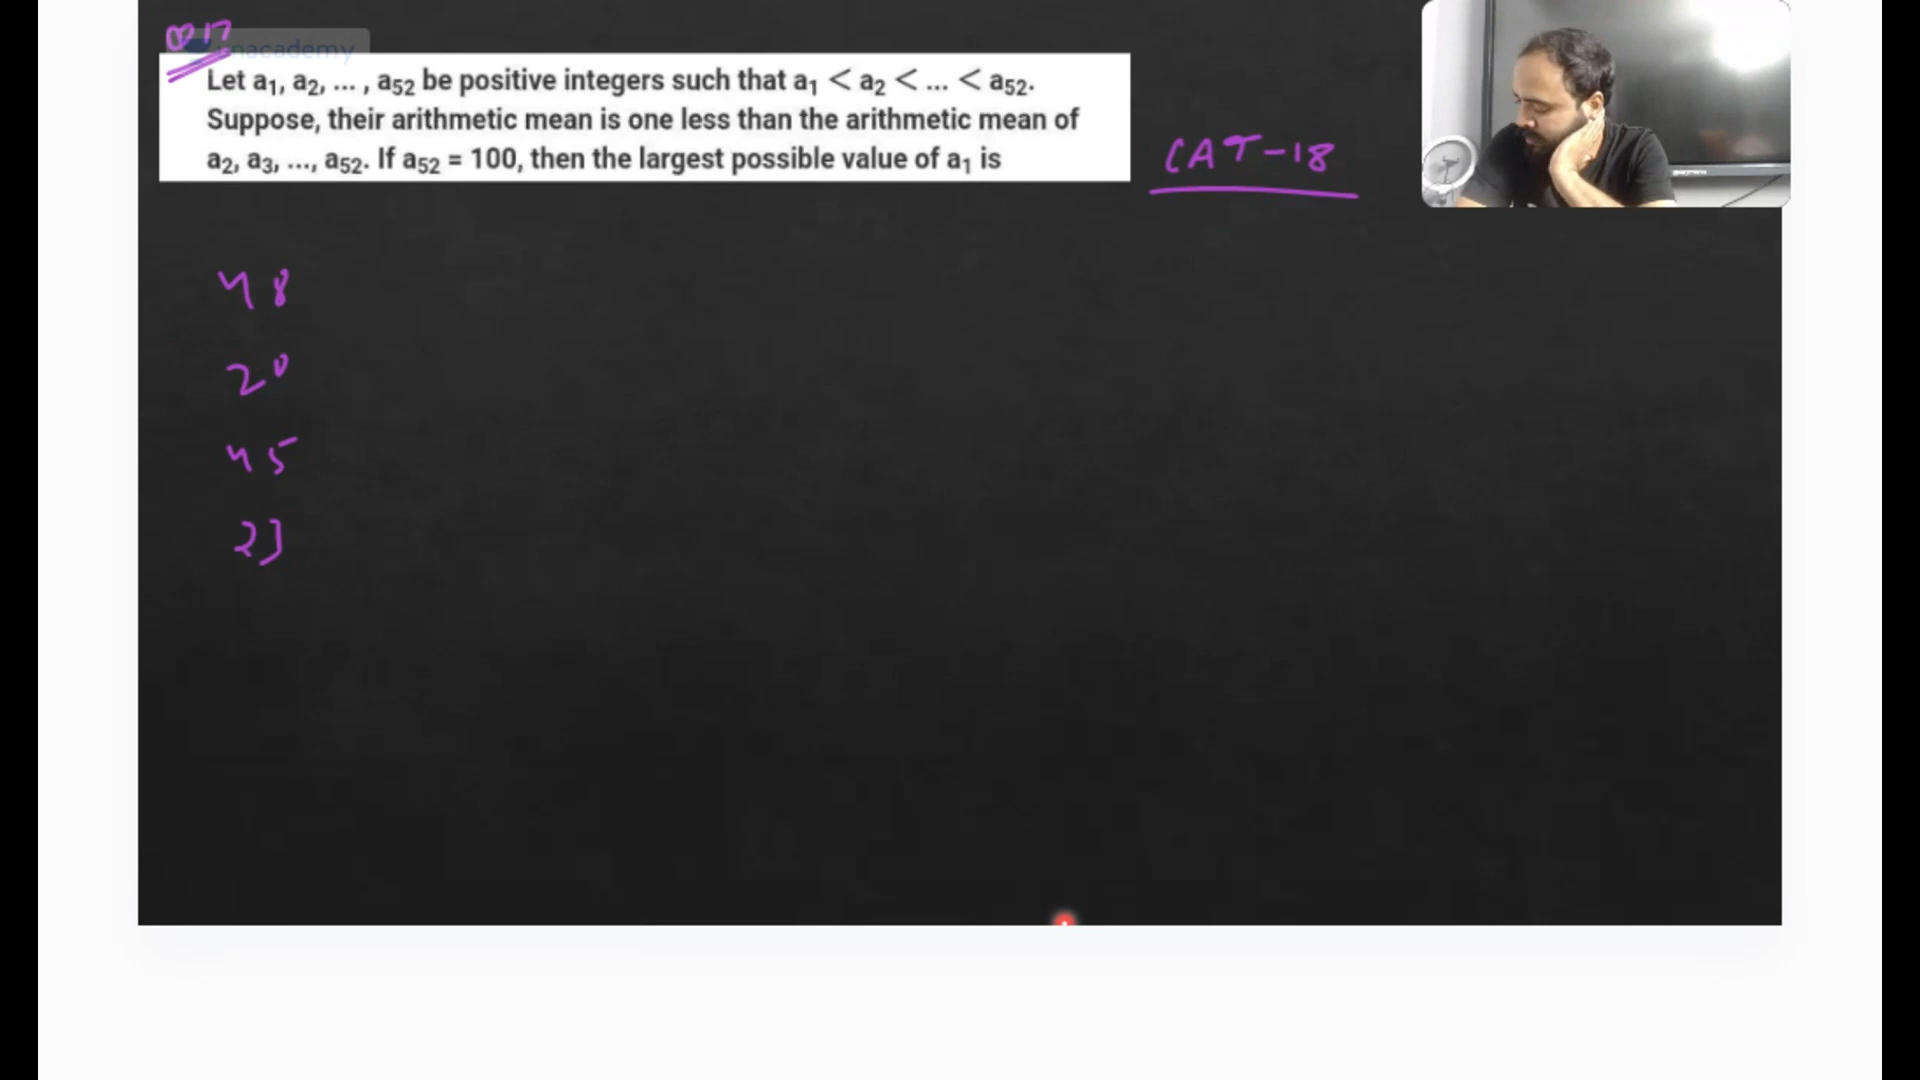 Q17
unacademy
Let a₁, a₂, ... , a₅₂ be positive integers such that a₁ < a₂ < ... < a₅₂.
Suppose, their arithmetic mean is one less than the arithmetic mean of
a₂, a₃, ..., a₅₂. If a₅₂ = 100, then the largest possible value of a₁ is
CAT-18
48
20
45
23